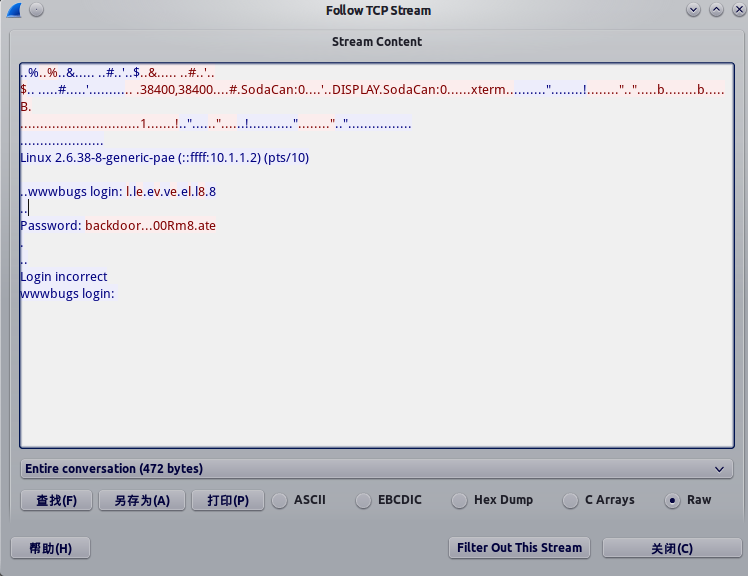 Follow TCP Stream
Stream Content
..%..%..&..... ..#..'..$..&..... ..#..'..
$.. .....#.....'.......... .38400,38400....#.SodaCan:0....'..DISPLAY.SodaCan:0......xterm.........."........!........"..".....b........b.....
B.
..............................1.......!.."......"......!..........."........".."................
.....................
Linux 2.6.38-8-generic-pae (::ffff:10.1.1.2) (pts/10)
..wwwbugs login: l.le.ev.ve.el.l8.8
..
Password: backdoor...00Rm8.ate
.
..
Login incorrect
wwwbugs login:
Entire conversation (472 bytes)
查找(F) 另存为(A) 打印(P) ASCII EBCDIC Hex Dump C Arrays Raw
帮助(H) Filter Out This Stream 关闭(C)